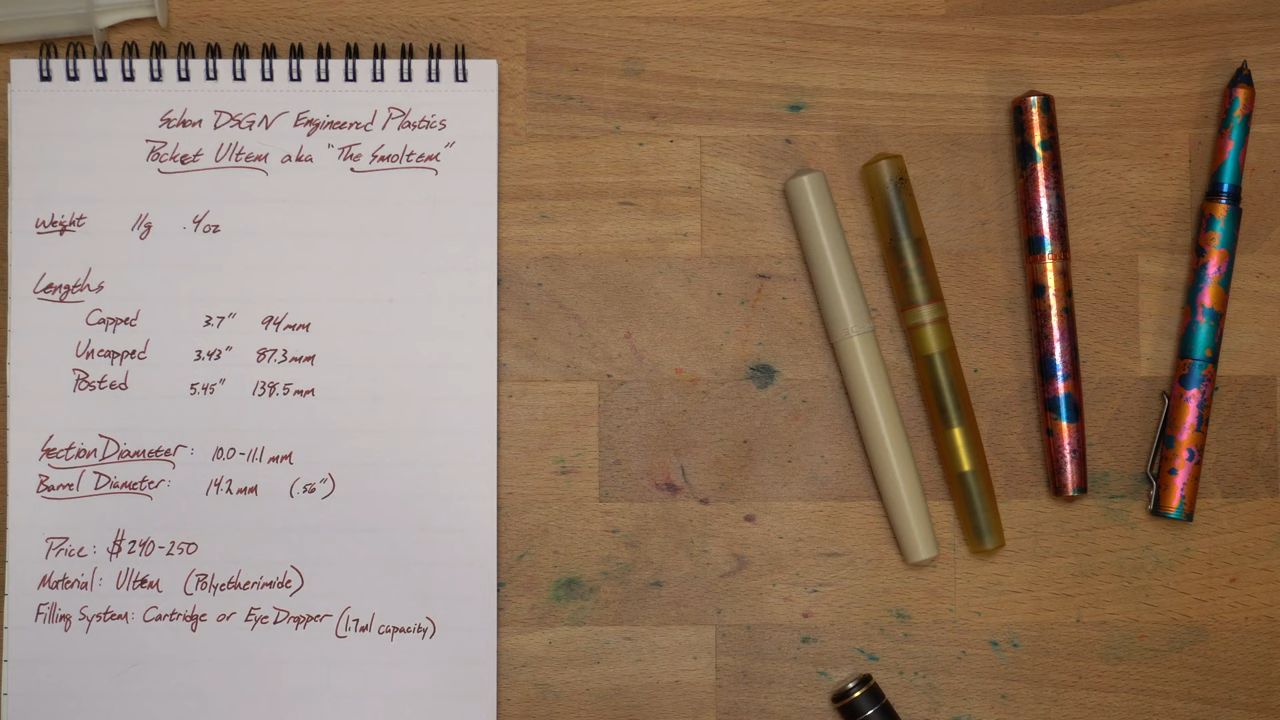 Schon DSGN Engineered Plastics
Pocket Ultem aka "The Smoltem"
Weight 11g .4oz
Lengths
Capped 3.7" 94mm
Uncapped 3.43" 87.3mm
Posted 5.45" 138.5mm
Section Diameter: 10.0-11.1 mm
Barrel Diameter: 14.2mm (.56")
Price: $240-250
Material: Ultem (Polyetherimide)
Filling System: Cartridge or Eye Dropper (1.7ml capacity)